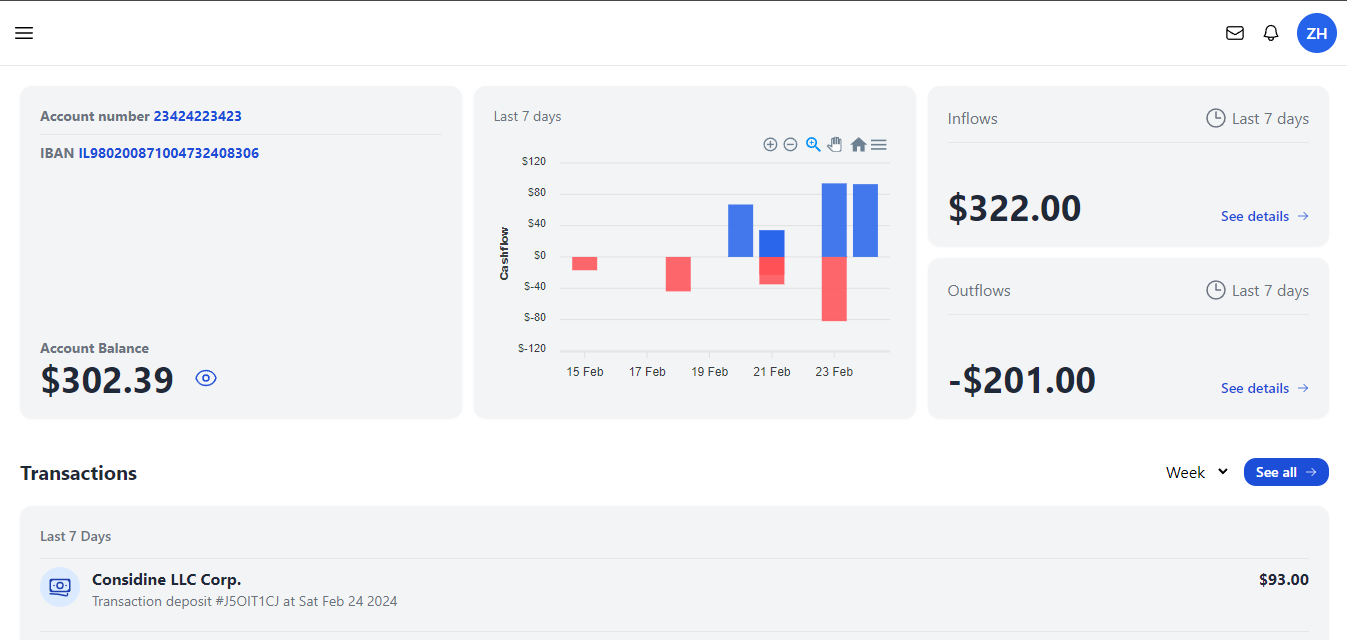 ZH
Account number 23424223423
IBAN IL980200871004732408306
Account Balance
$302.39
Last 7 days
$120
$80
$40
$0
$-40
$-80
$-120
Cashflow
15 Feb 17 Feb 19 Feb 21 Feb 23 Feb
Inflows Last 7 days
$322.00
See details
Outflows Last 7 days
-$201.00
See details
Transactions
Week See all
Last 7 Days
Considine LLC Corp. $93.00
Transaction deposit #J5OIT1CJ at Sat Feb 24 2024